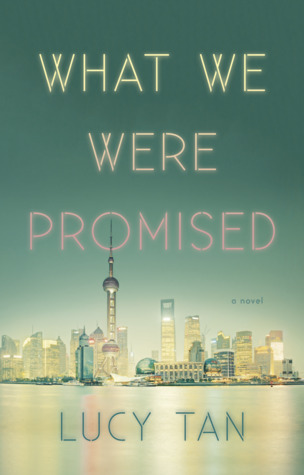 WHAT WE
WERE
PROMISED
a novel
LUCY TAN